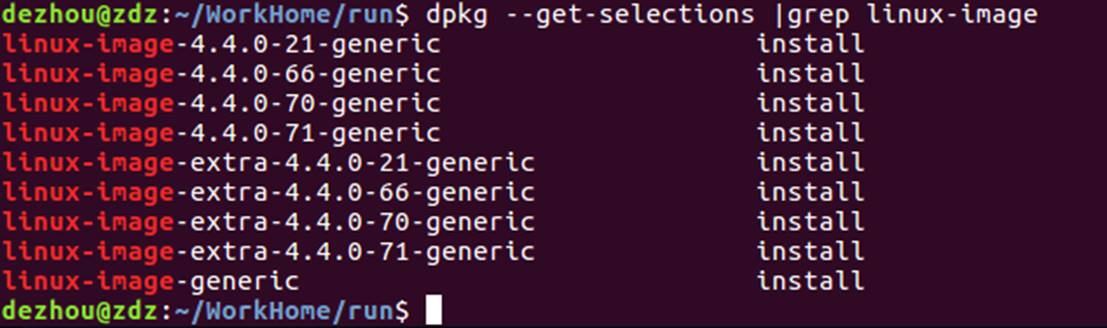 dezhou@zdz:~/WorkHome/run$ dpkg --get-selections |grep linux-image
linux-image-4.4.0-21-generic install
linux-image-4.4.0-66-generic install
linux-image-4.4.0-70-generic install
linux-image-4.4.0-71-generic install
linux-image-extra-4.4.0-21-generic install
linux-image-extra-4.4.0-66-generic install
linux-image-extra-4.4.0-70-generic install
linux-image-extra-4.4.0-71-generic install
linux-image-generic install
dezhou@zdz:~/WorkHome/run$